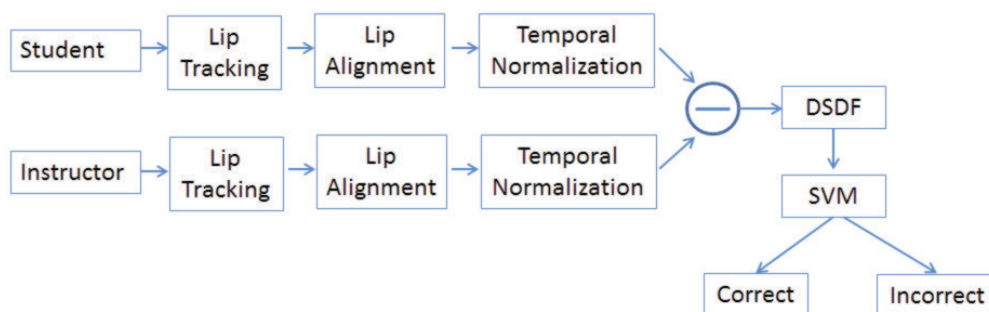 Student
Lip
Tracking
Lip
Alignment
Temporal
Normalization
Instructor
Lip
Tracking
Lip
Alignment
Temporal
Normalization
DSDF
SVM
Correct
Incorrect